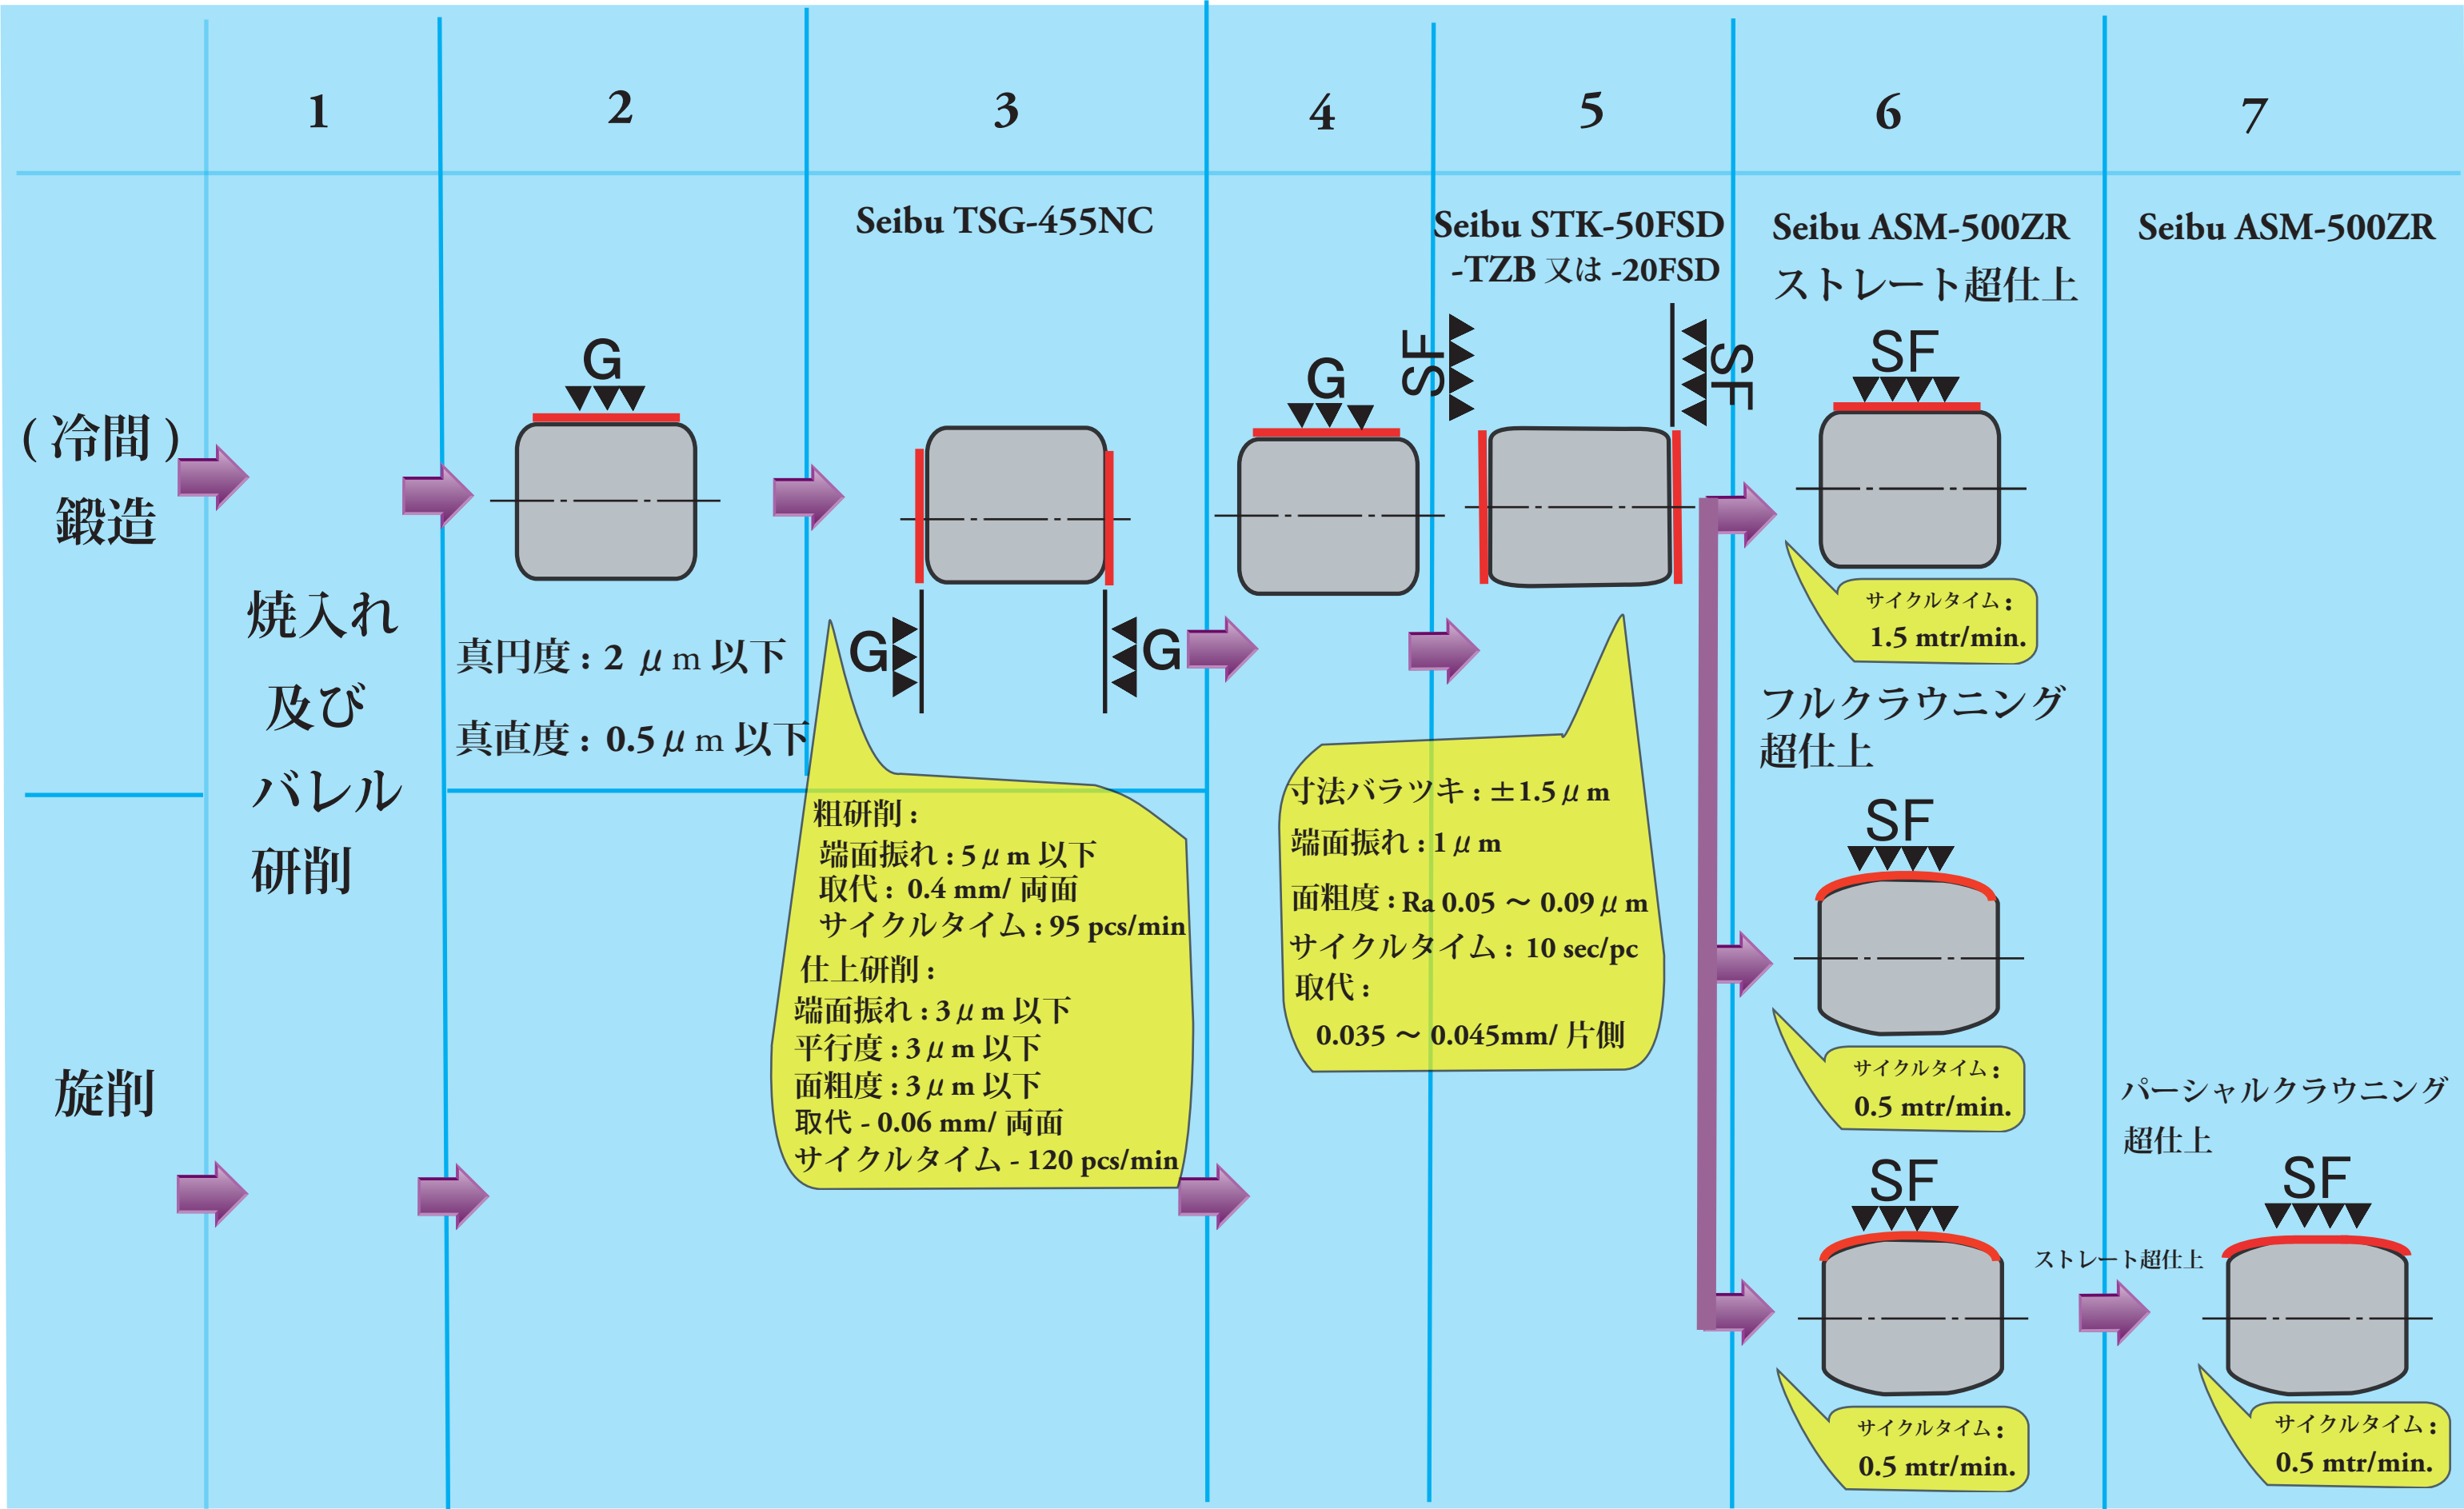 1
2
3
4
5
6
7
(冷間)
鍛造
旋削
焼入れ
及び
バレル
研削
G
真円度 : 2 μm 以下
真直度 : 0.5μm 以下
Seibu TSG-455NC
G
G
粗研削 :
端面振れ : 5μm 以下
取代 : 0.4 mm/ 両面
サイクルタイム : 95 pcs/min
仕上研削 :
端面振れ : 3μm 以下
平行度 : 3μm 以下
面粗度 : 3μm 以下
取代 - 0.06 mm/ 両面
サイクルタイム - 120 pcs/min
G
Seibu STK-50FSD
-TZB 又は -20FSD
SF
SF
寸法バラツキ : ±1.5μm
端面振れ : 1μm
面粗度 : Ra 0.05 ～ 0.09μm
サイクルタイム : 10 sec/pc
取代 :
0.035 ～ 0.045mm/ 片側
Seibu ASM-500ZR
ストレート超仕上
SF
サイクルタイム :
1.5 mtr/min.
フルクラウニング
超仕上
SF
サイクルタイム :
0.5 mtr/min.
SF
サイクルタイム :
0.5 mtr/min.
ストレート超仕上
Seibu ASM-500ZR
パーシャルクラウニング
超仕上
SF
サイクルタイム :
0.5 mtr/min.